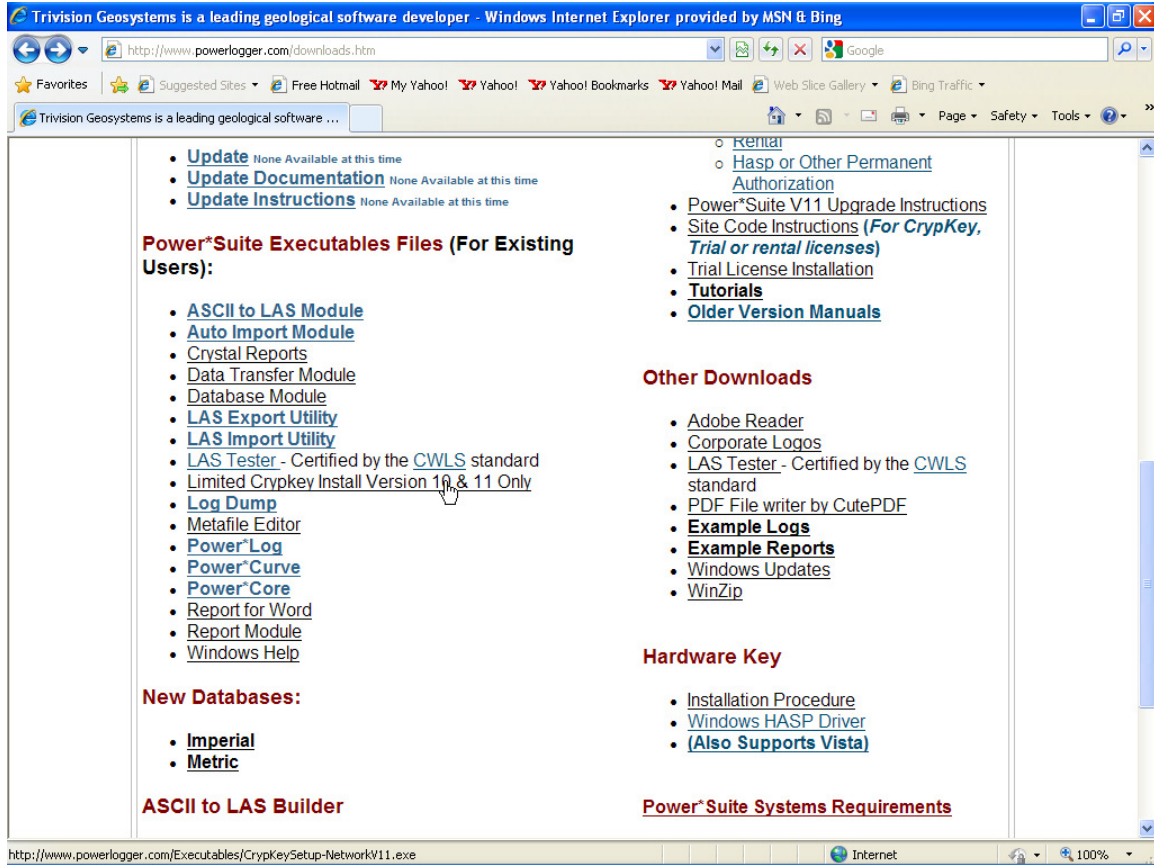 Trivision Geosystems is a leading geological software developer - Windows Internet Explorer provided by MSN & Bing
http://www.powerlogger.com/downloads.htm
Google
Favorites
Suggested Sites
Free Hotmail
My Yahoo!
Yahoo!
Yahoo! Bookmarks
Yahoo! Mail
Web Slice Gallery
Bing Traffic
Trivision Geosystems is a leading geological software ...
Page
Safety
Tools
»
Update None Available at this time
Update Documentation None Available at this time
Update Instructions None Available at this time
Power*Suite Executables Files (For Existing
Users):
ASCII to LAS Module
Auto Import Module
Crystal Reports
Data Transfer Module
Database Module
LAS Export Utility
LAS Import Utility
LAS Tester - Certified by the CWLS standard
Limited Crypkey Install Version 10 & 11 Only
Log Dump
Metafile Editor
Power*Log
Power*Curve
Power*Core
Report for Word
Report Module
Windows Help
New Databases:
Imperial
Metric
ASCII to LAS Builder
Rental
Hasp or Other Permanent
Authorization
Power*Suite V11 Upgrade Instructions
Site Code Instructions (For CrypKey,
Trial or rental licenses)
Trial License Installation
Tutorials
Older Version Manuals
Other Downloads
Adobe Reader
Corporate Logos
LAS Tester - Certified by the CWLS
standard
PDF File writer by CutePDF
Example Logs
Example Reports
Windows Updates
WinZip
Hardware Key
Installation Procedure
Windows HASP Driver
(Also Supports Vista)
Power*Suite Systems Requirements
http://www.powerlogger.com/Executables/CrypKeySetup-NetworkV11.exe
Internet
100%